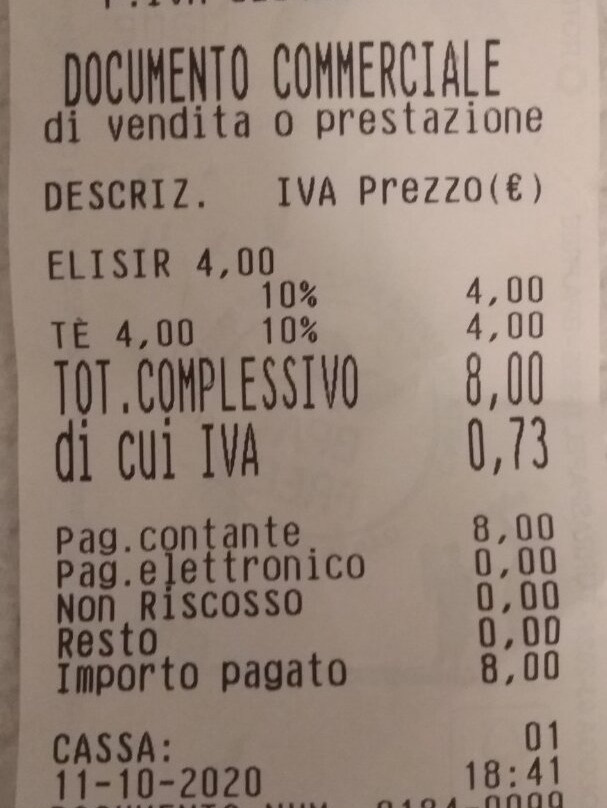 DOCUMENTO COMMERCIALE
di vendita o prestazione
DESCRIZ. IVA Prezzo(€)
ELISIR 4,00
10% 4,00
TÈ 4,00 10% 4,00
TOT.COMPLESSIVO 8,00
di cui IVA 0,73
Pag.contante 8,00
Pag.elettronico 0,00
Non Riscosso 0,00
Resto 0,00
Importo pagato 8,00
CASSA: 01
11-10-2020 18:41